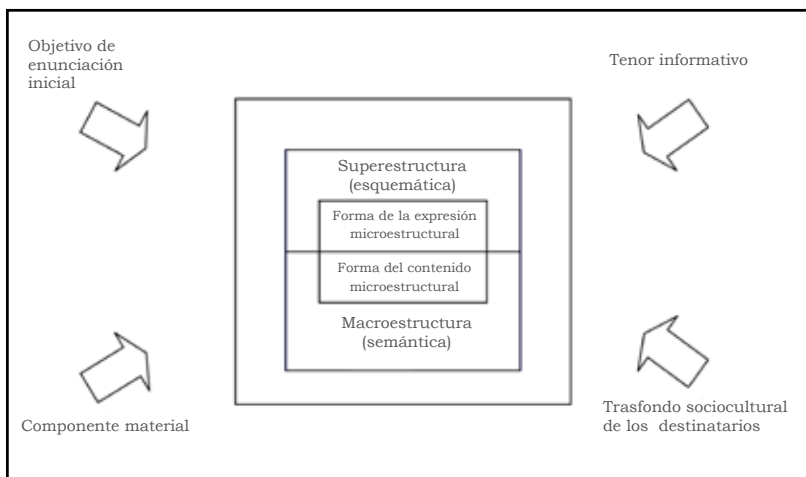 Objetivo de
enunciación
inicial
Tenor informativo
Superestructura
(esquemática)
Forma de la expresión
microestructural
Forma del contenido
microestructural
Macroestructura
(semántica)
Componente material
Trasfondo sociocultural
de los destinatarios